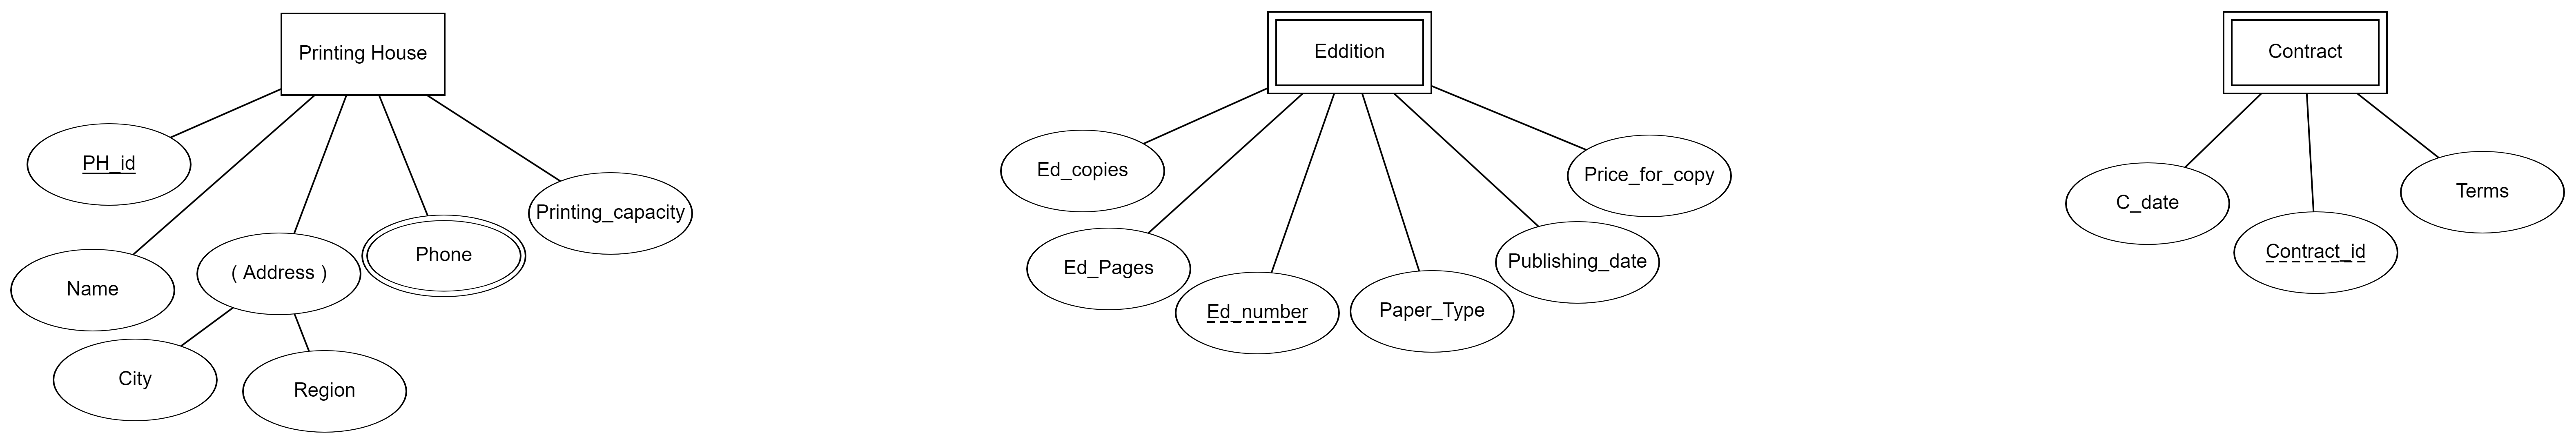 Printing House
PH_id
Name
( Address )
Phone
Printing_capacity
City
Region
Eddition
Ed_copies
Ed_Pages
Ed_number
Paper_Type
Publishing_date
Price_for_copy
Contract
C_date
Contract_id
Terms